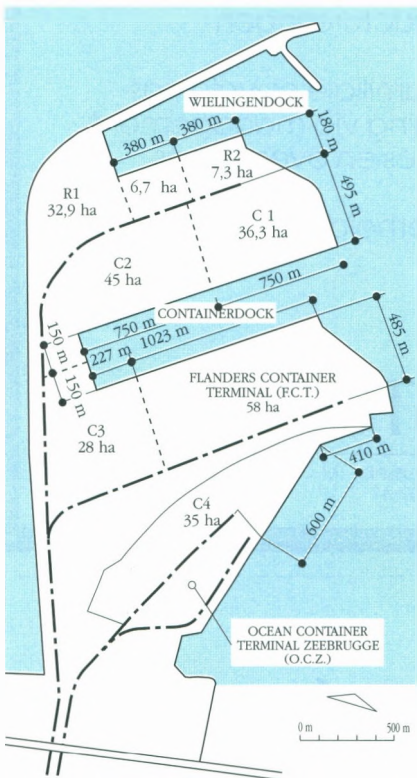 WIELINGENDOCK
380 m
380 m
180 m
R2
7,3 ha
6,7 ha
R1
32,9 ha
495 m
C 1
36,3 ha
C2
45 ha
750 m
750 m
CONTAINERDOCK
150 m
150 m
227 m
1023 m
485 m
FLANDERS CONTAINER
TERMINAL (F.C.T.)
58 ha
C3
28 ha
410 m
C4
35 ha
600 m
OCEAN CONTAINER
TERMINAL ZEEBRUGGE
(O.C.Z.)
0 m
500 m